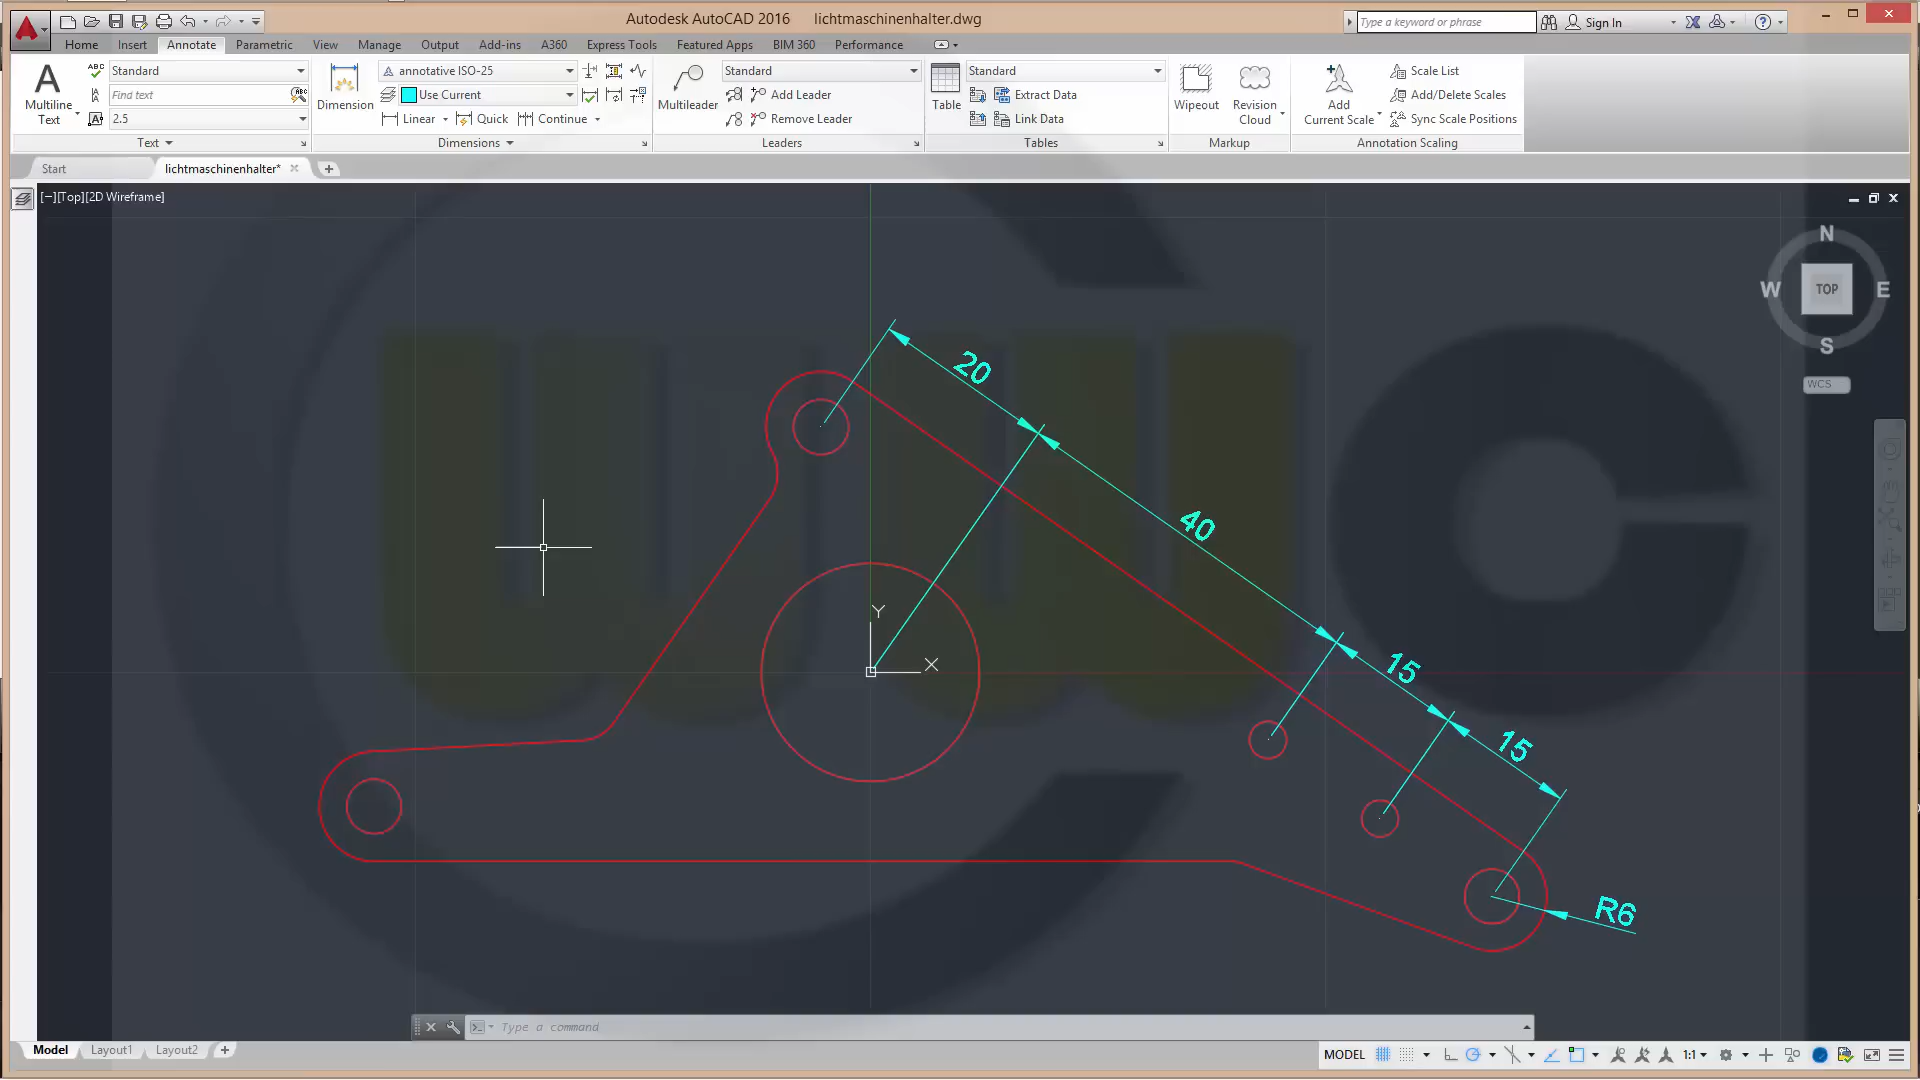 Autodesk AutoCAD 2016 lichtmaschinenhalter.dwg
Type a keyword or phrase
Sign In
Home Insert Annotate Parametric View Manage Output Add-ins A360 Express Tools Featured Apps BIM 360 Performance
A
Multiline
Text
ABC
Standard
Find text
2.5
Text
Dimension
annotative ISO-25
Use Current
Linear Quick Continue
Dimensions
Multileader
Standard
Add Leader
Remove Leader
Leaders
Table
Standard
Extract Data
Link Data
Tables
Wipeout
Revision
Cloud
Markup
Add
Current Scale
Scale List
Add/Delete Scales
Sync Scale Positions
Annotation Scaling
Start lichtmaschinenhalter*
[−][Top][2D Wireframe]
N
W TOP E
S
WCS
20
40
15
15
R6
Y
X
Type a command
Model Layout1 Layout2
MODEL 1:1